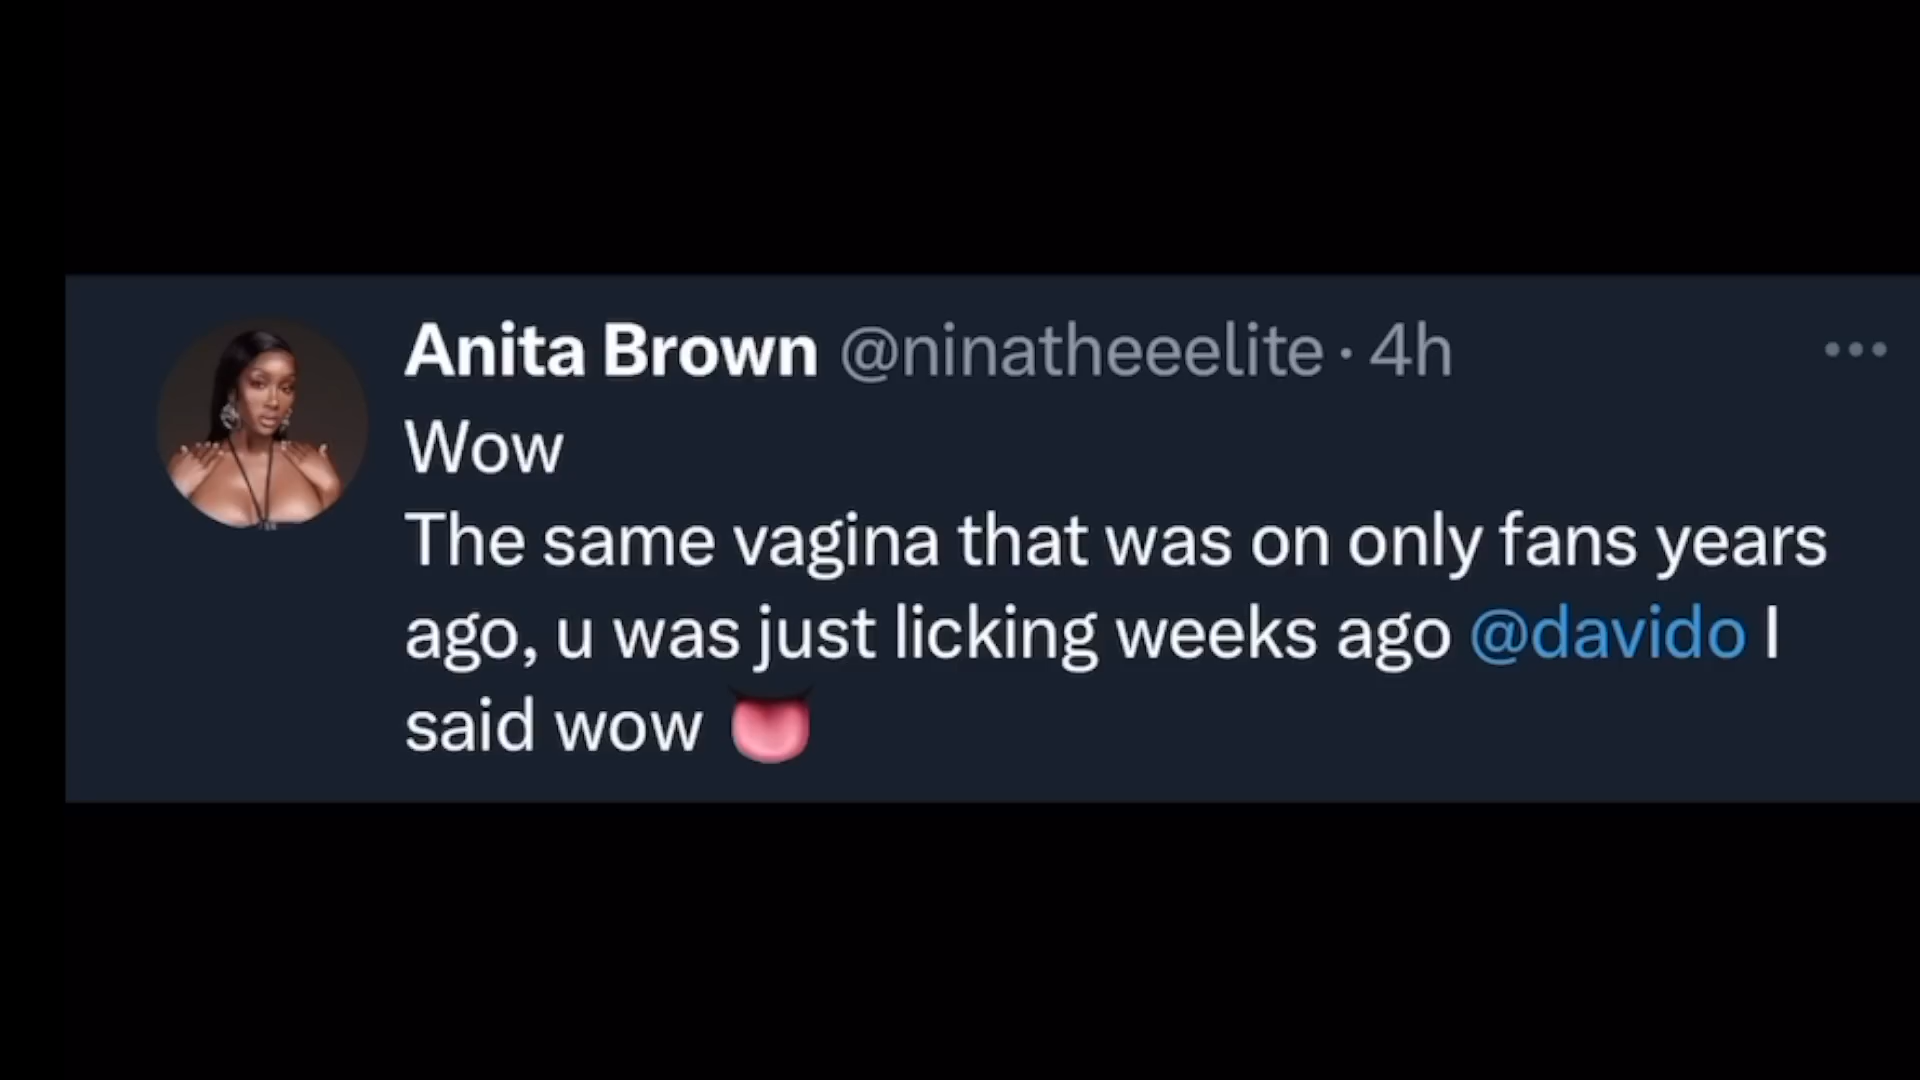 Anita Brown @ninatheeelite · 4h
Wow
The same vagina that was on only fans years
ago, u was just licking weeks ago @davido I
said wow 👅